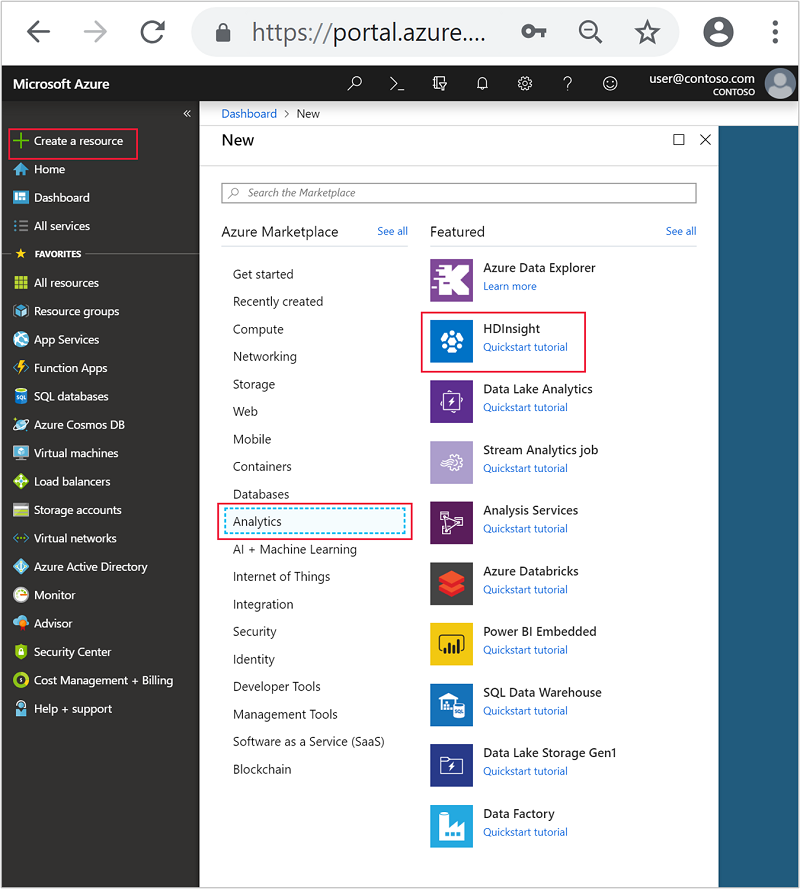 https://portal.azure....
Microsoft Azure
user@contoso.com
CONTOSO
«
Create a resource
Home
Dashboard
All services
FAVORITES
All resources
Resource groups
App Services
Function Apps
SQL databases
Azure Cosmos DB
Virtual machines
Load balancers
Storage accounts
Virtual networks
Azure Active Directory
Monitor
Advisor
Security Center
Cost Management + Billing
Help + support
Dashboard > New
New
Search the Marketplace
Azure Marketplace See all
Get started
Recently created
Compute
Networking
Storage
Web
Mobile
Containers
Databases
Analytics
AI + Machine Learning
Internet of Things
Integration
Security
Identity
Developer Tools
Management Tools
Software as a Service (SaaS)
Blockchain
Featured See all
Azure Data Explorer
Learn more
HDInsight
Quickstart tutorial
Data Lake Analytics
Quickstart tutorial
Stream Analytics job
Quickstart tutorial
Analysis Services
Quickstart tutorial
Azure Databricks
Quickstart tutorial
Power BI Embedded
Quickstart tutorial
SQL Data Warehouse
Quickstart tutorial
Data Lake Storage Gen1
Quickstart tutorial
Data Factory
Quickstart tutorial